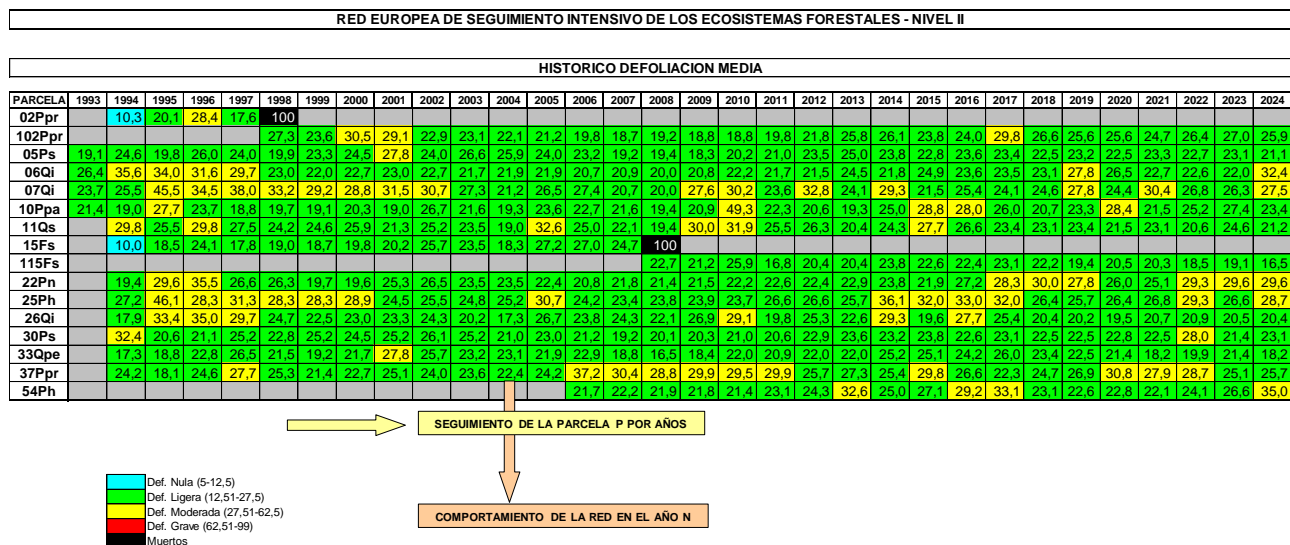 RED EUROPEA DE SEGUIMIENTO INTENSIVO DE LOS ECOSISTEMAS FORESTALES - NIVEL II
HISTORICO DEFOLIACION MEDIA
PARCELA 1993 1994 1995 1996 1997 1998 1999 2000 2001 2002 2003 2004 2005 2006 2007 2008 2009 2010 2011 2012 2013 2014 2015 2016 2017 2018 2019 2020 2021 2022 2023 2024
02Ppr 10,3 20,1 28,4 17,6 100
102Ppr 27,3 23,6 30,5 29,1 22,9 23,1 22,1 21,2 19,8 18,7 19,2 18,8 18,8 19,8 21,8 25,8 26,1 23,8 24,0 29,8 26,6 25,6 25,6 24,7 26,4 27,0 25,9
05Ps 19,1 24,6 19,8 26,0 24,0 19,9 23,3 24,5 27,8 24,0 26,6 25,9 24,0 23,2 19,2 19,4 18,3 20,2 21,0 23,5 25,0 23,8 22,8 23,6 23,4 22,5 23,2 22,5 23,3 22,7 23,1 21,1
06Qi 26,4 35,6 34,0 31,6 29,7 23,0 22,0 22,7 23,0 22,7 21,7 21,9 21,9 20,7 20,9 20,0 20,8 22,2 21,7 21,5 24,5 21,8 24,9 23,6 23,5 23,1 27,8 26,5 22,7 22,6 22,0 32,4
07Qi 23,7 25,5 45,5 34,5 38,0 33,2 29,2 28,8 31,5 30,7 27,3 23,8 26,5 27,4 20,7 20,0 27,6 30,2 23,6 32,8 24,1 29,3 21,5 25,4 24,1 24,6 27,8 24,4 30,4 26,8 26,3 27,5
10Ppa 21,4 19,0 27,7 23,7 18,8 19,7 19,1 20,3 19,0 26,7 21,6 19,3 23,6 22,7 21,6 19,4 20,9 49,3 22,3 20,6 19,3 25,0 28,8 28,0 26,0 20,7 23,3 28,4 21,5 25,2 27,4 23,4
11Qs 29,8 25,5 29,8 27,5 24,2 24,6 25,9 21,3 25,2 23,5 19,0 32,6 25,0 22,1 19,4 30,0 31,9 25,5 26,3 20,4 24,3 27,7 26,6 23,4 23,1 23,4 21,5 23,1 20,6 24,6 21,2
15Fs 10,0 18,5 24,1 17,8 19,0 18,7 19,8 20,2 25,7 23,5 18,3 27,2 27,0 24,7 100
115Fs 22,7 21,2 25,9 16,8 20,4 20,4 23,8 22,6 22,4 23,1 22,2 19,4 20,5 20,3 18,5 19,1 16,5
22Pn 19,4 29,6 35,5 26,6 26,3 19,7 19,6 25,3 26,5 23,5 23,5 22,4 20,8 21,8 21,4 21,5 22,2 22,6 22,4 22,9 23,8 21,9 27,2 28,3 30,0 27,8 26,0 25,1 29,3 29,6 29,6
25Ph 27,2 46,1 28,3 31,3 28,3 28,3 28,9 24,5 25,5 24,8 25,2 30,7 24,2 23,4 23,8 23,9 23,7 26,6 26,6 25,7 36,1 32,0 33,0 32,0 26,4 25,7 26,4 26,8 29,3 26,6 28,7
26Qi 17,9 33,4 35,0 29,7 24,7 22,5 23,0 23,3 24,3 20,2 17,3 26,7 23,8 24,3 22,1 26,9 29,1 19,8 25,3 22,6 29,3 19,6 27,7 25,4 20,4 20,2 19,5 20,7 20,9 20,5 20,4
30Ps 32,4 20,6 21,1 25,2 22,8 25,2 24,5 25,2 26,1 25,2 21,0 23,0 21,2 19,2 20,1 20,3 21,0 20,6 22,9 23,6 23,2 23,8 22,6 23,1 22,5 22,5 22,8 22,5 28,0 21,4 23,1
33Qpe 17,3 18,8 22,8 26,5 21,5 19,2 21,7 27,8 25,7 23,2 23,1 21,9 22,9 18,8 16,5 18,4 22,0 20,9 22,0 22,0 25,2 25,1 24,2 26,0 23,4 22,5 21,4 18,2 19,9 21,4 18,2
37Ppr 24,2 18,1 24,6 27,7 25,3 21,4 22,7 25,1 24,0 23,6 22,4 24,2 37,2 30,4 28,8 29,9 29,5 29,9 25,7 27,3 25,4 29,8 26,6 22,3 24,7 26,9 30,8 27,9 28,7 25,1 25,7
54Ph 21,7 22,2 21,9 21,8 21,4 23,1 24,3 32,6 25,0 27,1 29,2 33,1 23,1 22,6 22,8 22,1 24,1 26,6 35,0
SEGUIMIENTO DE LA PARCELA P POR AÑOS
Def. Nula (5-12,5)
Def. Ligera (12,51-27,5)
Def. Moderada (27,51-62,5)
Def. Grave (62,51-99)
Muertos
COMPORTAMIENTO DE LA RED EN EL AÑO N